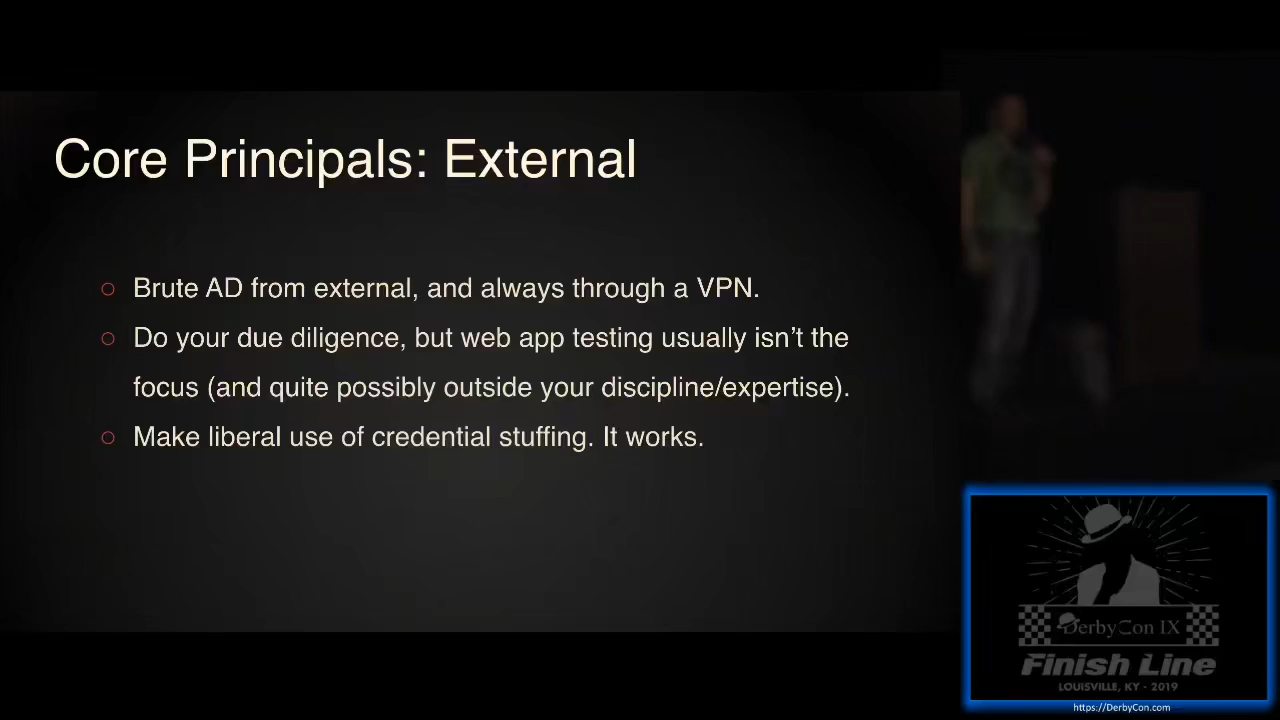 Core Principals: External
Brute AD from external, and always through a VPN.
Do your due diligence, but web app testing usually isn't the
focus (and quite possibly outside your discipline/expertise).
Make liberal use of credential stuffing. It works.
DerbyCon IX
Finish Line
LOUISVILLE, KY - 2019
https://DerbyCon.com